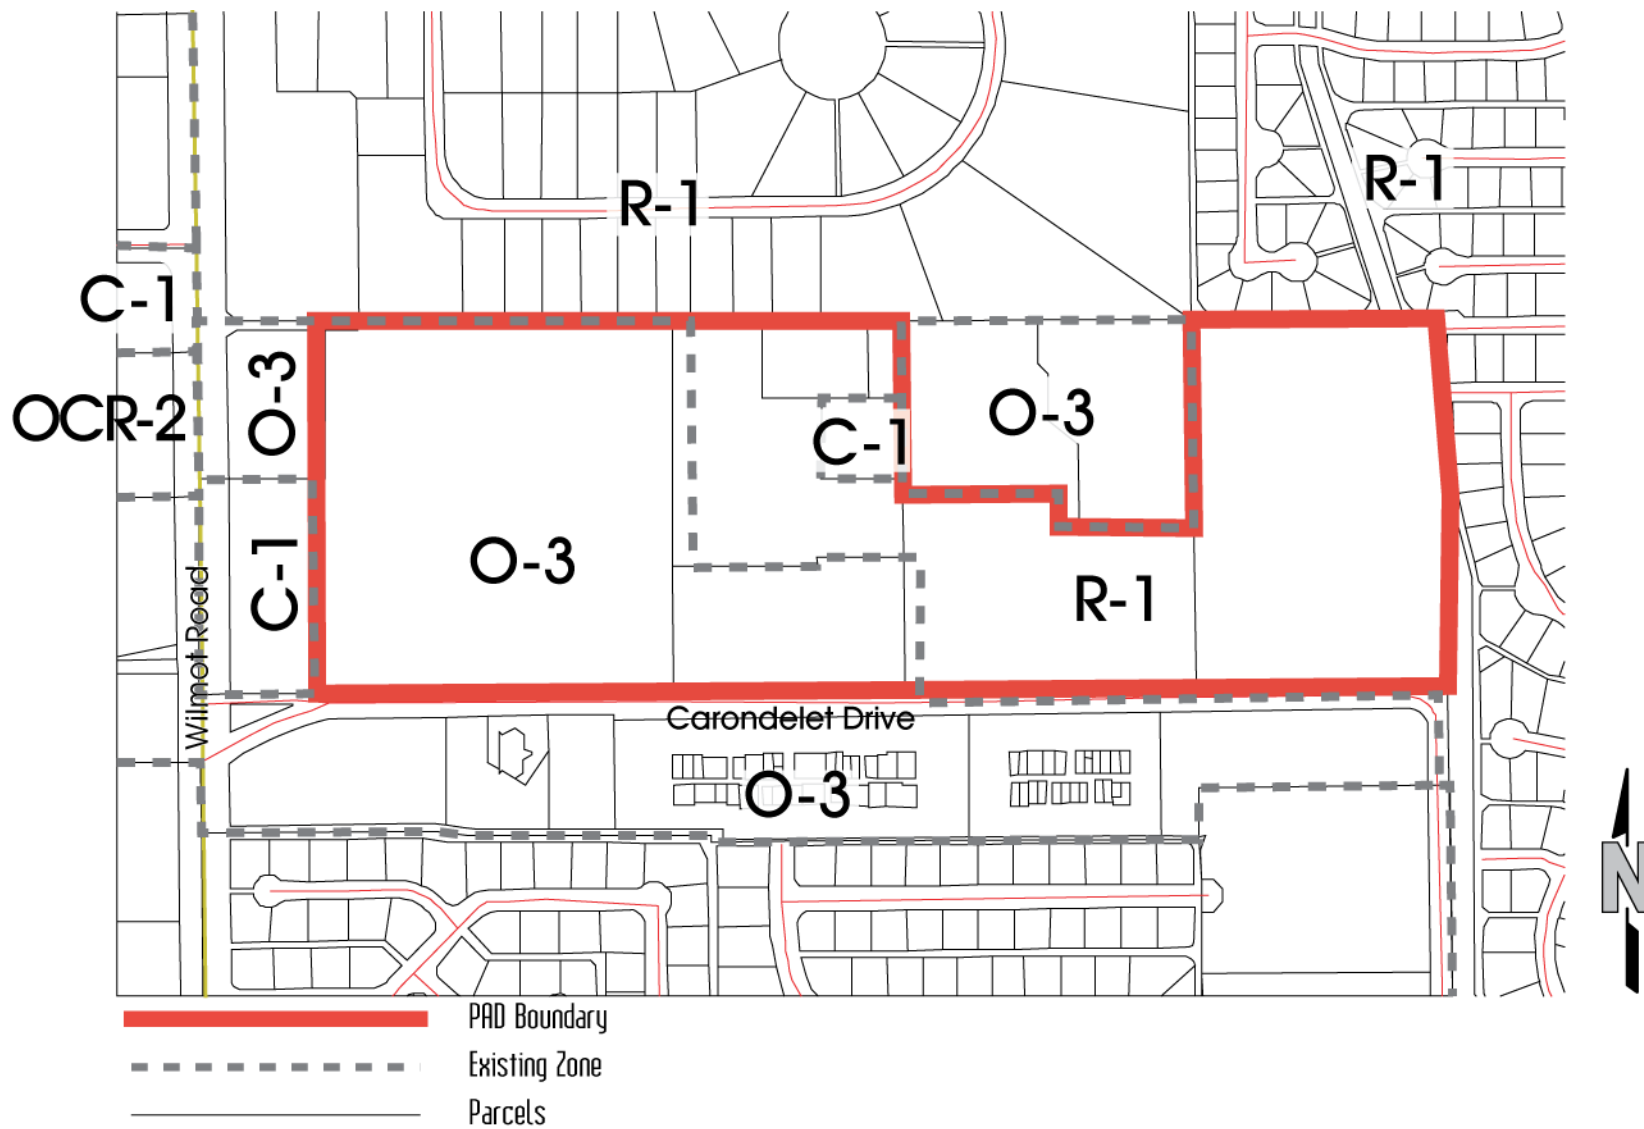 R-1
R-1
C-1
O-3
OCR-2
C-1
O-3
O-3
C-1
R-1
Wilmot Road
Carondelet Drive
O-3
N
PAD Boundary
Existing Zone
Parcels